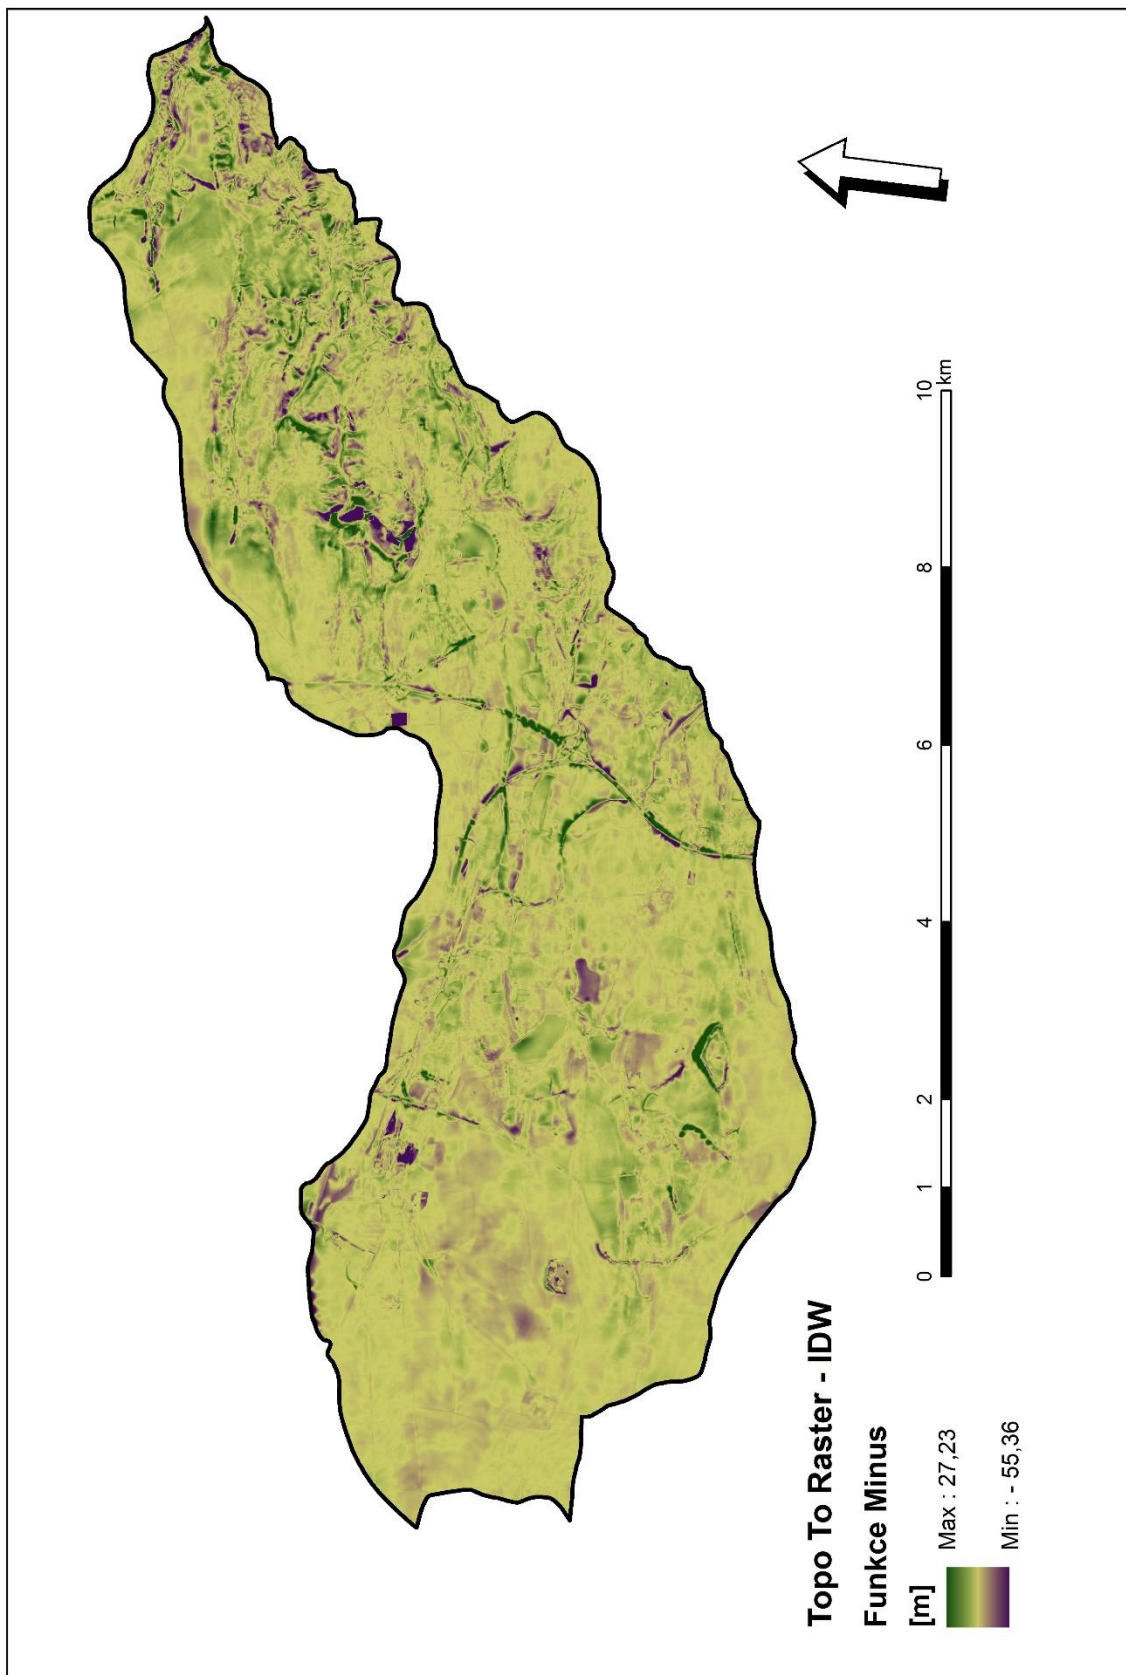 Topo To Raster - IDW
Funkce Minus
[m]
Max : 27,23
Min : - 55,36
0 1 2 4 6 8 10
km